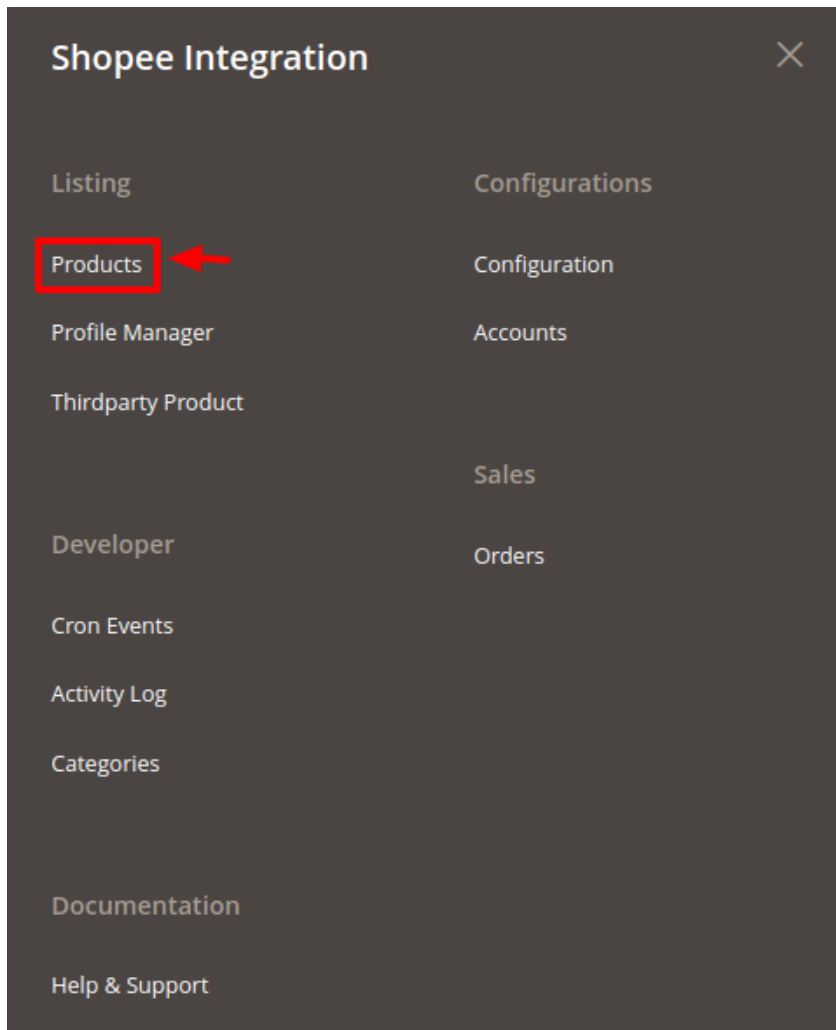 Shopee Integration
Listing
Products
Profile Manager
Thirdparty Product
Developer
Cron Events
Activity Log
Categories
Documentation
Help & Support
Configurations
Configuration
Accounts
Sales
Orders